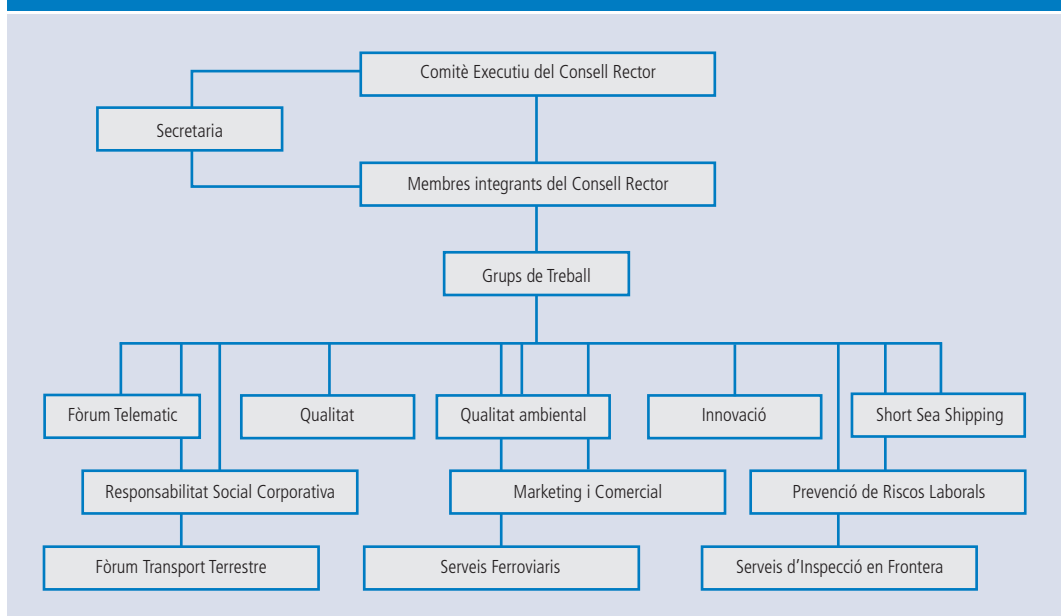 Comitè Executiu del Consell Rector
Secretaria
Membres integrants del Consell Rector
Grups de Treball
Fòrum Telematic
Qualitat
Qualitat ambiental
Innovació
Short Sea Shipping
Responsabilitat Social Corporativa
Marketing i Comercial
Prevenció de Riscos Laborals
Fòrum Transport Terrestre
Serveis Ferroviaris
Serveis d’Inspecció en Frontera